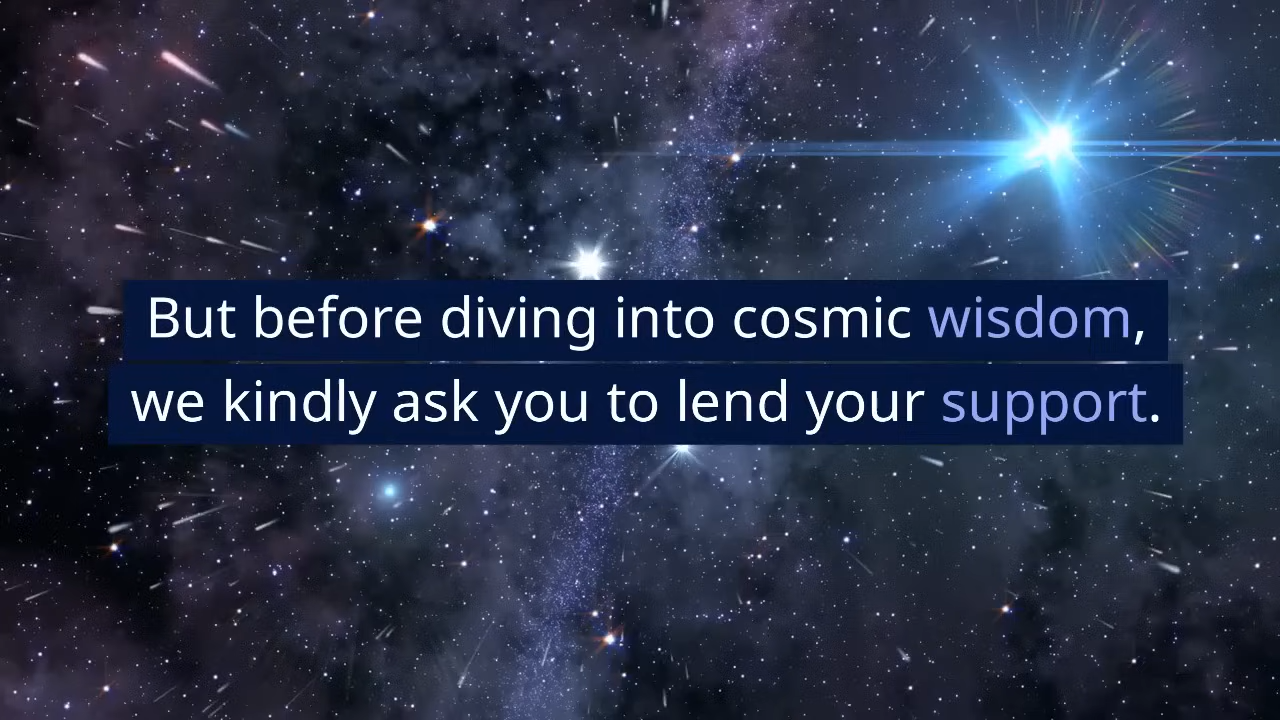 But before diving into cosmic wisdom,
we kindly ask you to lend your support.